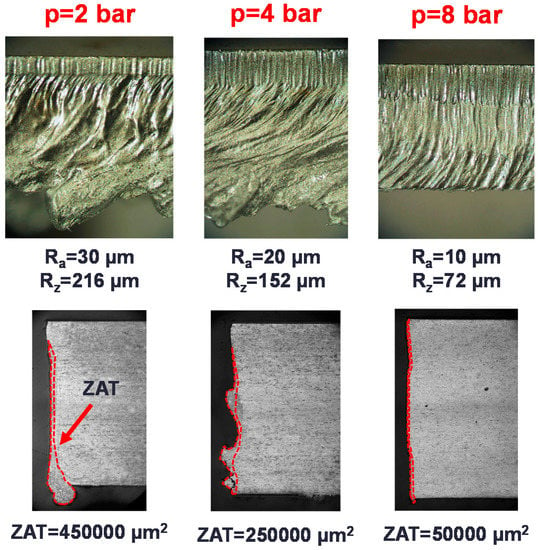 p=2 bar
p=4 bar
p=8 bar
Ra=30 µm
Rz=216 µm
Ra=20 µm
Rz=152 µm
Ra=10 µm
Rz=72 µm
ZAT
ZAT=450000 µm²
ZAT=250000 µm²
ZAT=50000 µm²